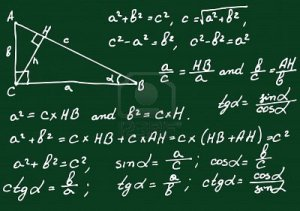 A
H
b
h
c
C
a
α
B
a²+b²=c², c=√a²+b²,
c²-a²=b², c²-b²=a²
a/c = HB/a and b/c = AH/b
tgα = sinα/cosα
a² = c×HB and b² = c×H.
a²+b² = c×HB + c×AH = c×(HB+AH)=c²
a²+b²=c², sinα = a/c; cosα = b/c
ctgα = b/a; tgα = a/b; ctgα = cosα/sinα